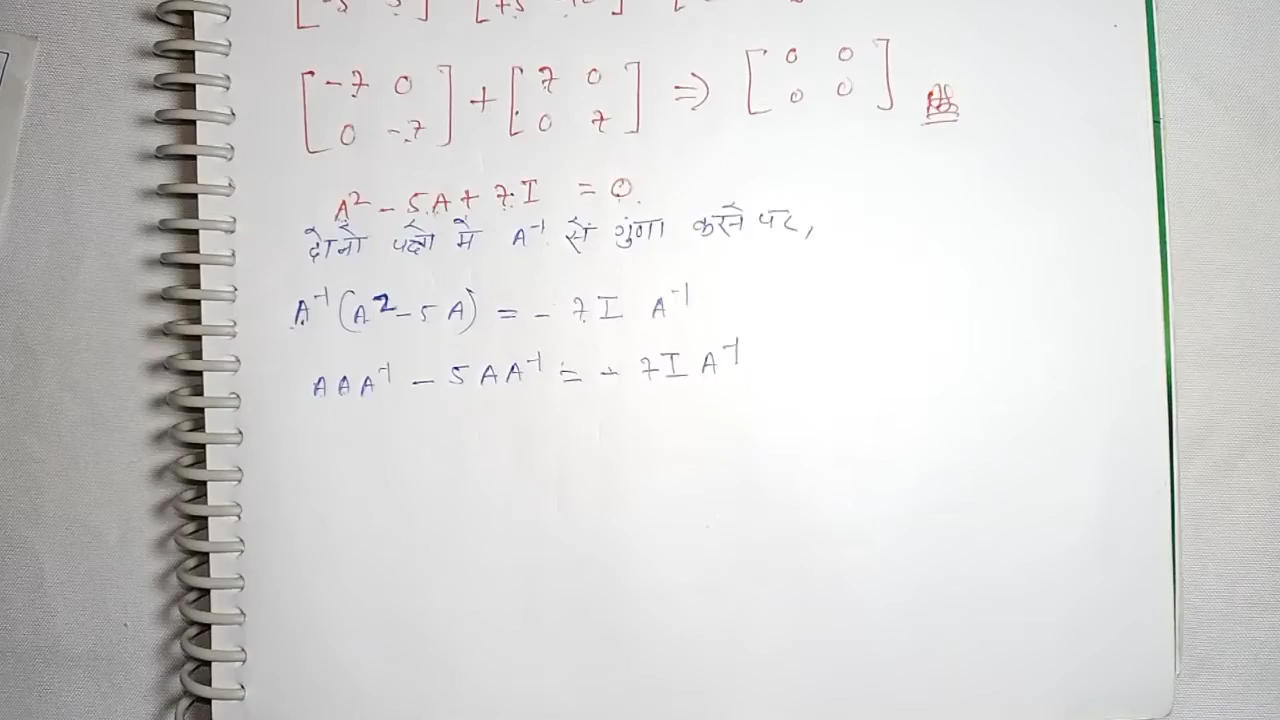 [-7 0 0 -7] + [7 0 0 7] ⇒ [0 0 0 0]
A² - 5A + 7I = 0.
दोनो पक्षो मे A⁻¹ से गुंणा करने पर,
A⁻¹(A² - 5A) = - 7I A⁻¹
AAA⁻¹ - 5AA⁻¹ = - 7I A⁻¹